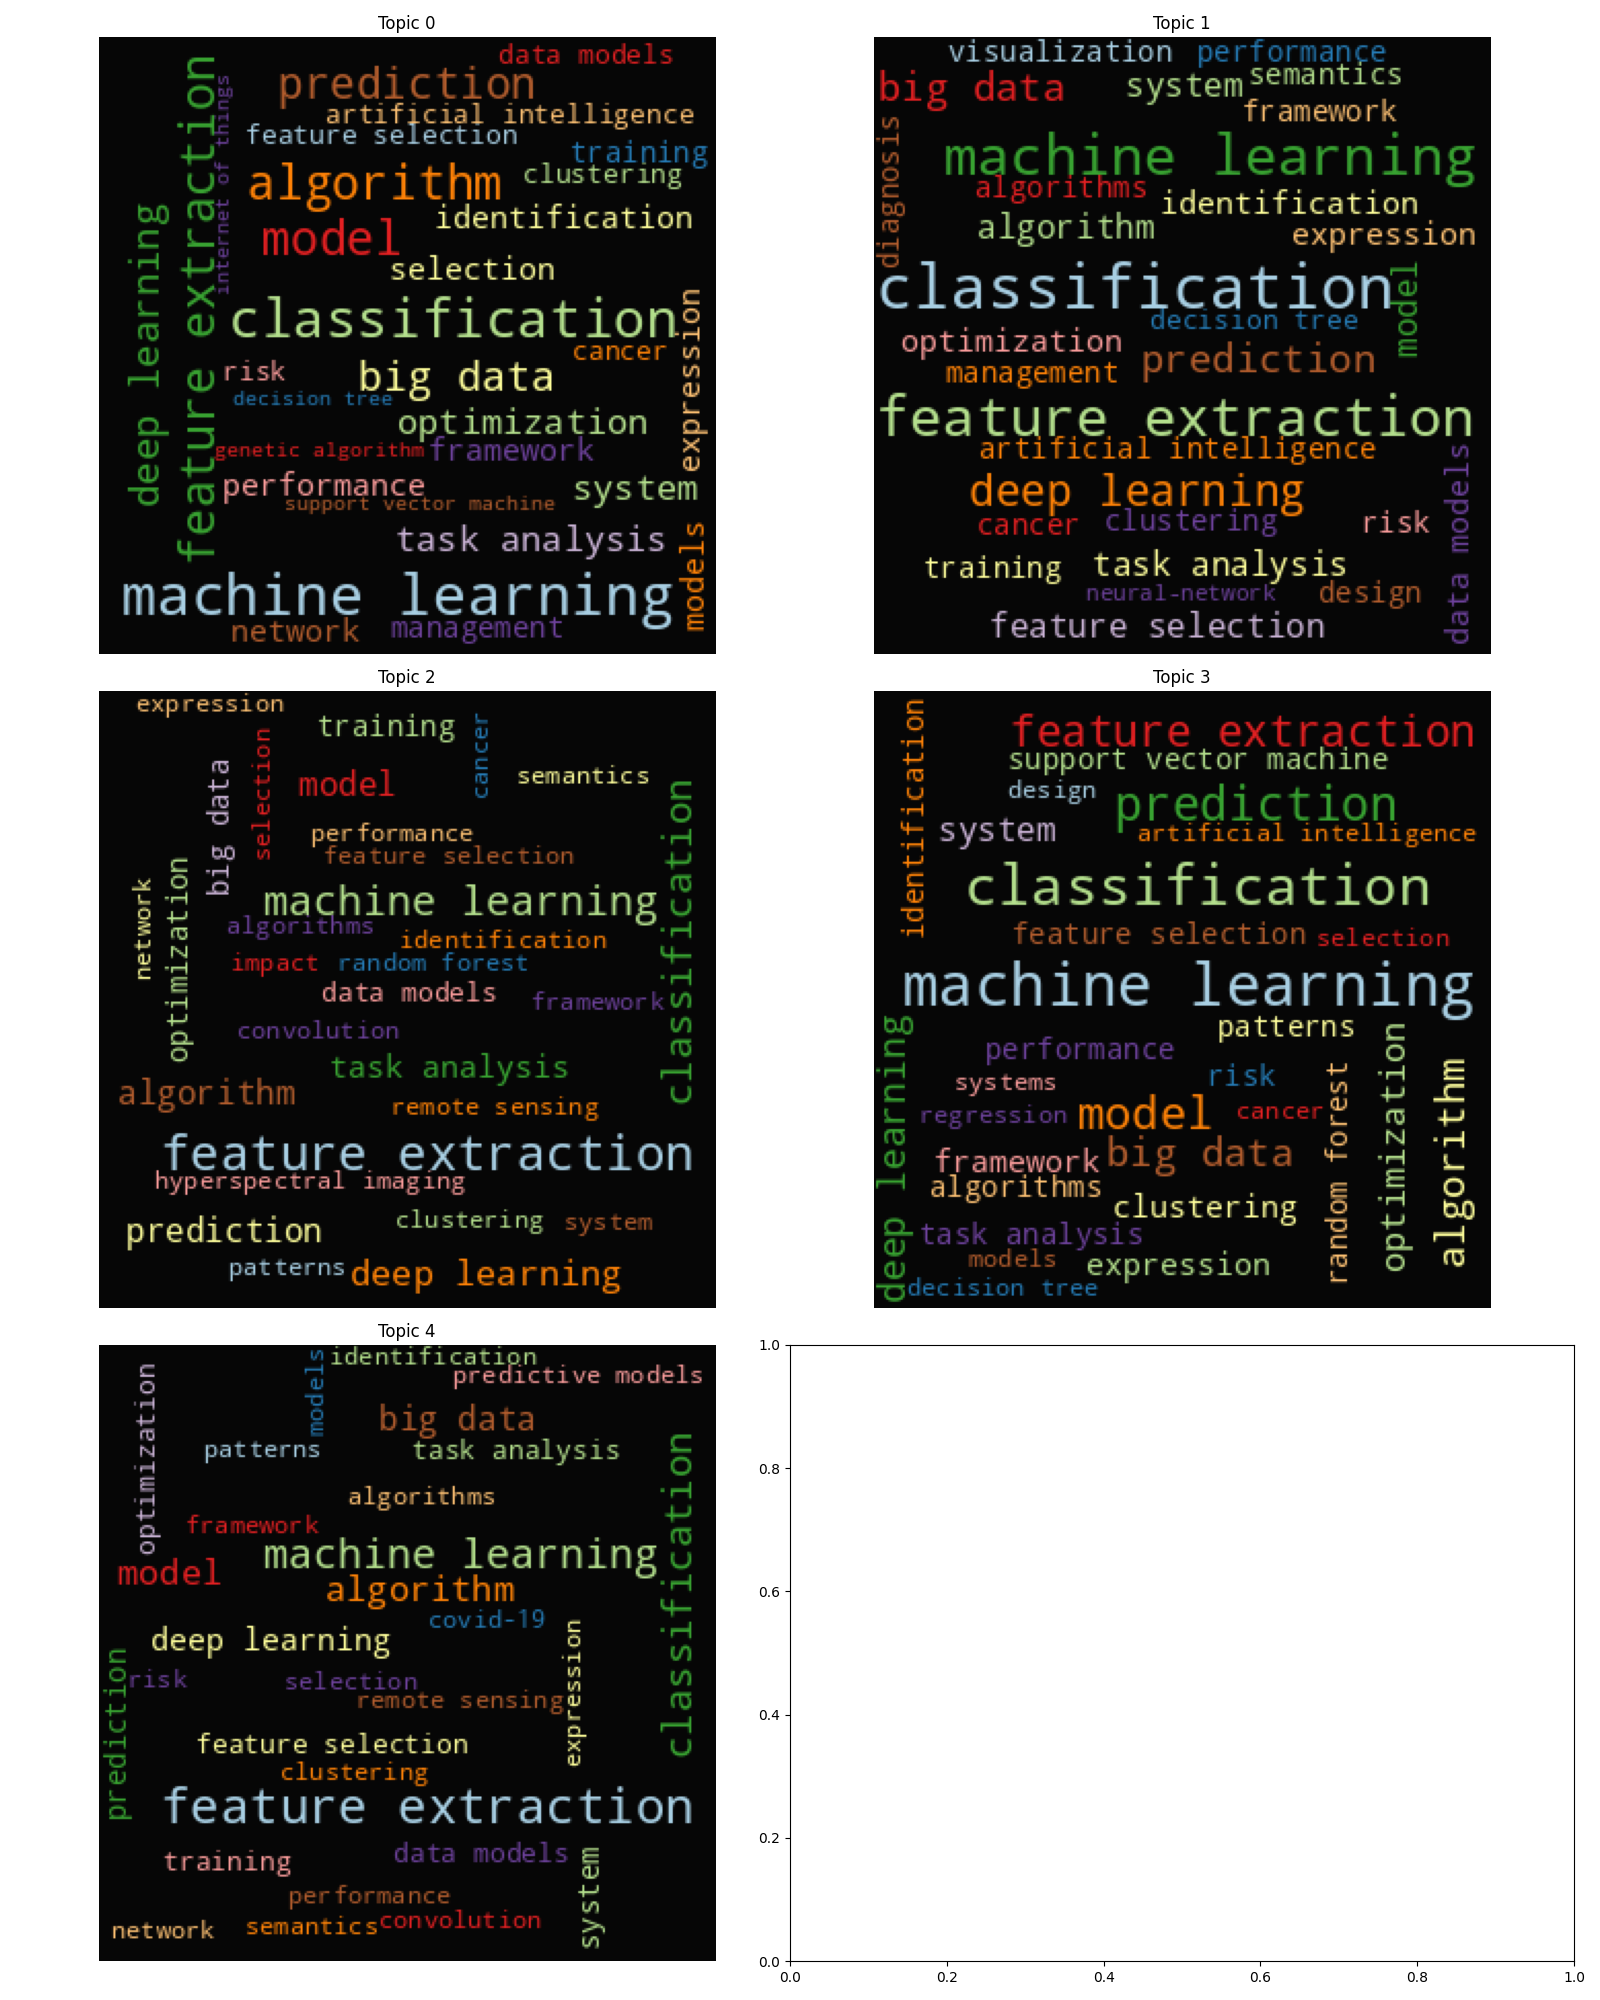 Topic 0
data models
prediction
artificial intelligence
feature selection
training
algorithm
clustering
identification
model
selection
feature extraction
internet of things
deep learning
classification
cancer
expression
risk
big data
decision tree
optimization
genetic algorithm
framework
performance
system
support vector machine
task analysis
models
machine learning
network
management
Topic 1
visualization
performance
big data
system
semantics
framework
diagnosis
machine learning
algorithms
identification
algorithm
expression
classification
model
decision tree
optimization
prediction
management
feature extraction
artificial intelligence
data models
deep learning
cancer
clustering
risk
training
task analysis
neural-network
design
feature selection
Topic 2
expression
training
cancer
selection
big data
model
semantics
classification
performance
feature selection
network
optimization
machine learning
algorithms
identification
impact
random forest
data models
framework
convolution
task analysis
algorithm
remote sensing
feature extraction
hyperspectral imaging
prediction
clustering
system
patterns
deep learning
Topic 3
identification
feature extraction
support vector machine
design
prediction
system
artificial intelligence
classification
feature selection
selection
machine learning
deep learning
patterns
performance
optimization
systems
risk
random forest
algorithm
regression
model
cancer
framework
big data
algorithms
clustering
task analysis
models
expression
decision tree
Topic 4
models
identification
predictive models
optimization
big data
patterns
task analysis
classification
algorithms
framework
machine learning
model
algorithm
covid-19
deep learning
expression
prediction
risk
selection
remote sensing
feature selection
clustering
feature extraction
training
data models
system
performance
network
semantics
convolution
1.0
0.8
0.6
0.4
0.2
0.0
0.0
0.2
0.4
0.6
0.8
1.0